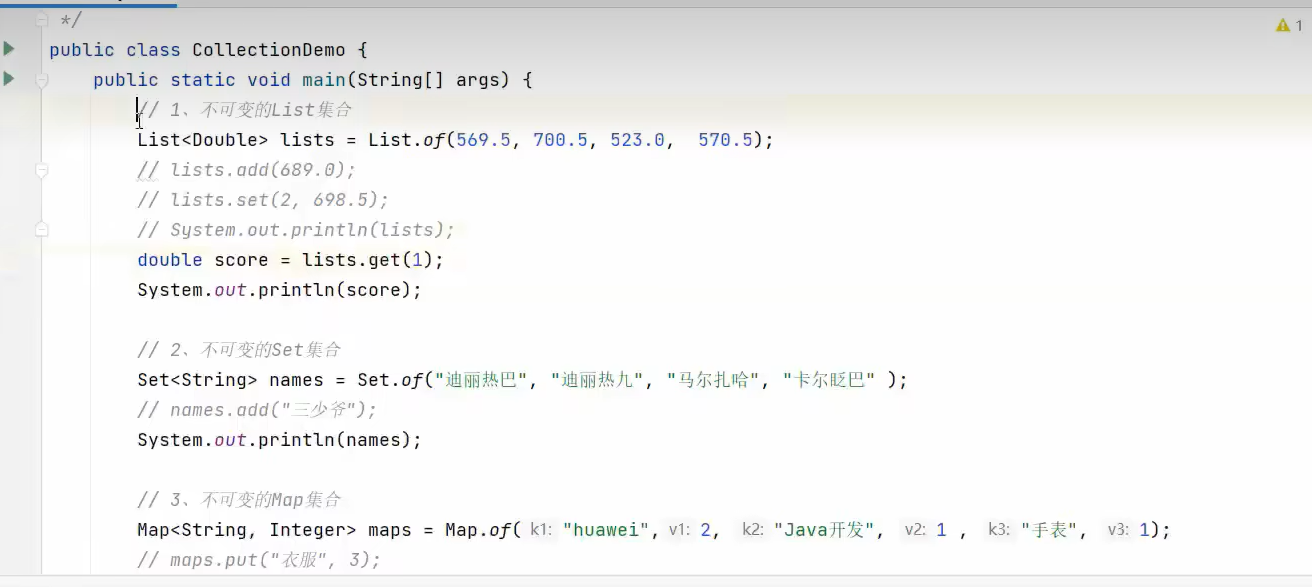 */
public class CollectionDemo {
public static void main(String[] args) {
// 1、不可变的List集合
List<Double> lists = List.of(569.5, 700.5, 523.0,  570.5);
// lists.add(689.0);
// lists.set(2, 698.5);
// System.out.println(lists);
double score = lists.get(1);
System.out.println(score);
// 2、不可变的Set集合
Set<String> names = Set.of("迪丽热巴", "迪丽热九", "马尔扎哈", "卡尔眨巴" );
// names.add("三少爷");
System.out.println(names);
// 3、不可变的Map集合
Map<String, Integer> maps = Map.of( k1: "huawei", v1: 2, k2: "Java开发", v2: 1 , k3: "手表", v3: 1);
// maps.put("衣服", 3);
1